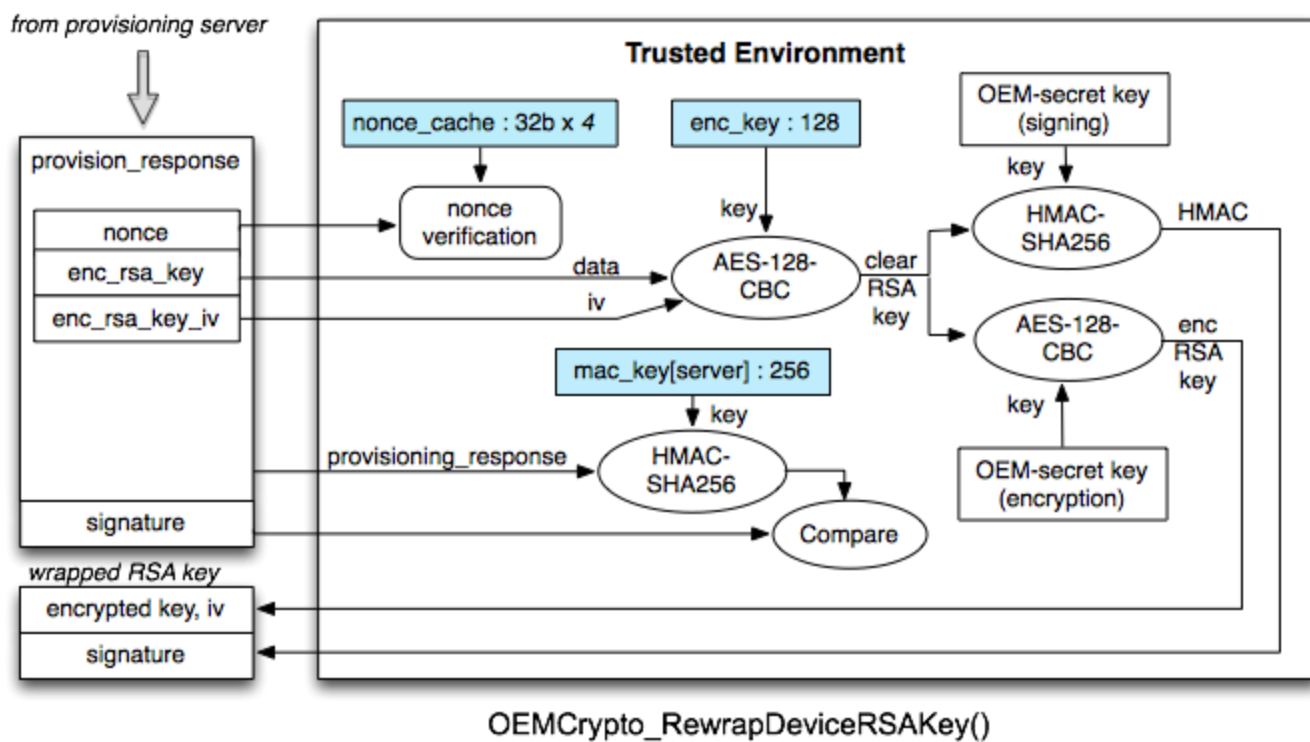 from provisioning server
Trusted Environment
OEM-secret key
(signing)
nonce_cache : 32b x 4
enc_key : 128
provision_response
key
nonce
verification
key
HMAC-
SHA256
HMAC
nonce
enc_rsa_key
data
AES-128-
CBC
clear
RSA
key
enc_rsa_key_iv
iv
AES-128-
CBC
enc
RSA
key
mac_key[server] : 256
key
key
provisioning_response
HMAC-
SHA256
OEM-secret key
(encryption)
signature
Compare
wrapped RSA key
encrypted key, iv
signature
OEMCrypto_RewrapDeviceRSAKey()